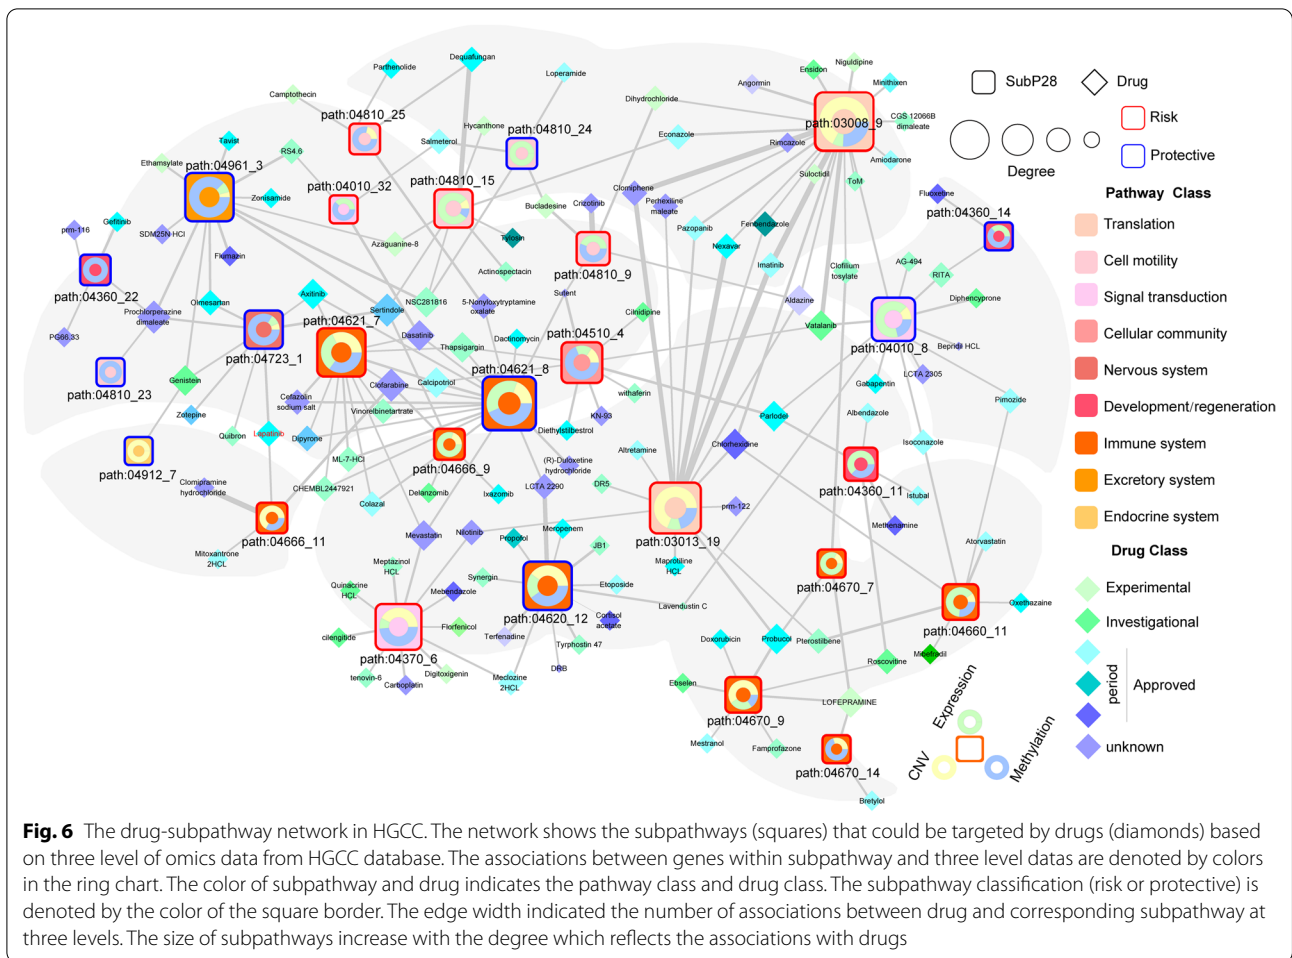 Dequafungan
Parthenolide
Loperamide
Camptothecin
path:04810_25
Hycanthone
path:04810_24
Salmeterol
Tavist
RS4.6
Ethamsylate
path:04961_3
path:04010_32
path:04810_15
Zonisamide
Bucladesine
Crizotinib
Clomiphene
Perhexiline
maleate
Dihydrochloride
Econazole
Angormin
Ensidon
Niguldipine
Minithixen
path:03008_9
CGS 12066B
dimaleate
Rimcazole
Amiodarone
Suloctidil
ToM
Fluoxetine
path:04360_14
SubP28
Drug
Risk
Protective
Degree
Pathway Class
Translation
Cell motility
Signal transduction
Cellular community
Nervous system
Development/regeneration
Immune system
Excretory system
Endocrine system
Drug Class
Experimental
Investigational
period
Approved
unknown
Gefitinib
prm-116
SDM25N HCl
Flumazin
path:04360_22
Azaguanine-8
Tylosin
path:04810_9
Actinospectacin
Pazopanib
Nexavar
Fenbendazole
Imatinib
Clofilium
tosylate
AG-494
RITA
Diphencyprone
Aldazine
Vatalanib
path:04010_8
Bepridil HCL
LCTA 2305
Pimozide
Gabapentin
Albendazole
Isoconazole
Prochlorperazine
dimaleate
Olmesartan
Axitinib
Sertindole
NSC281816
5-Nonyloxytryptamine
oxalate
Sutent
Cilnidipine
PG66.33
path:04723_1
path:04621_7
Dasatinib
Thapsigargin
Dactinomycin
path:04510_4
path:04621_8
path:04810_23
Genistein
Cefazolin
sodium salt
Clofarabine
Calcipotriol
Vinorelbinetartrate
withaferin
KN-93
Diethylstilbestrol
Zotepine
Quibron
Lapatinib
Dipyrone
path:04912_7
ML-7-HCl
path:04666_9
(R)-Duloxetine
hydrochloride
Altretamine
Chlorhexidine
Parlodel
path:04360_11
Istubal
Clomipramine
hydrochloride
CHEMBL2447921
Colazal
Delanzomib
Ixazomib
LCTA 2290
DR5
prm-122
Methenamine
Atorvastatin
path:04666_11
Mitoxantrone
2HCL
Mevastatin
Nilotinib
Propofol
Meropenem
JB1
path:03013_19
Maprotiline
HCL
path:04670_7
Meptazinol
HCL
Quinacrine
HCL
Mebendazole
Synergin
path:04620_12
Etoposide
Cortisol
acetate
Lavendustin C
path:04660_11
Oxethazaine
cilengitide
Florfenicol
path:04370_6
Terfenadine
Tyrphostin 47
DRB
Doxorubicin
Probucol
Pterostilbene
Mibefradil
Roscovitine
tenovin-6
Carboplatin
Digitoxigenin
Meclozine
2HCL
Ebselen
path:04670_9
LOFEPRAMINE
Mestranol
Famprofazone
path:04670_14
Bretylol
Expression
CNV
Methylation
Fig. 6 The drug-subpathway network in HGCC. The network shows the subpathways (squares) that could be targeted by drugs (diamonds) based
on three level of omics data from HGCC database. The associations between genes within subpathway and three level datas are denoted by colors
in the ring chart. The color of subpathway and drug indicates the pathway class and drug class. The subpathway classification (risk or protective) is
denoted by the color of the square border. The edge width indicated the number of associations between drug and corresponding subpathway at
three levels. The size of subpathways increase with the degree which reflects the associations with drugs